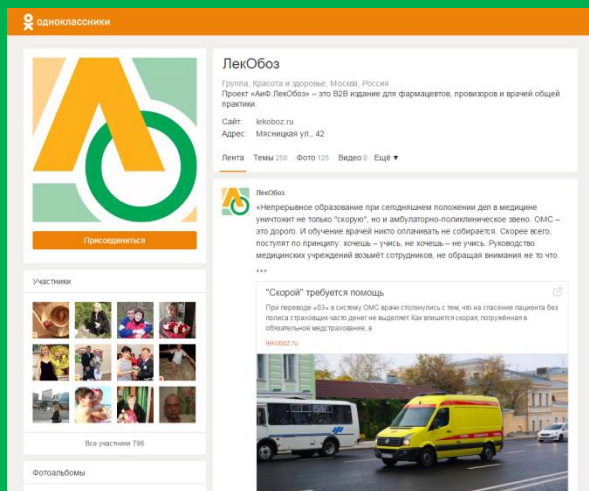 одноклассники
ЛекОбоз
Группа, Красота и здоровье, Москва, Россия
Проект «АиФ.ЛекОбоз» – это B2B издание для фармацевтов, провизоров и врачей общей
практики.
Сайт: lekoboz.ru
Адрес: Мясницкая ул., 42
Лента Темы 258 Фото 125 Видео 0 Ещё ▼
Присоединиться
ЛекОбоз
«Непрерывное образование при сегодняшнем положении дел в медицине
уничтожит не только "скорую", но и амбулаторно-поликлиническое звено. ОМС –
это дорого. И обучение врачей никто оплачивать не собирается. Скорее всего,
поступят по принципу: хочешь – учись, не хочешь – не учись. Руководство
медицинских учреждений возьмёт сотрудников, не обращая внимания не то что
***
"Скорой" требуется помощь
При переводе «03» в систему ОМС врачи столкнулись с тем, что на спасение пациента без
полиса страховщик часто денег не выделяет. Как впишется скорая, погружённая в
обязательное медстрахование, в
lekoboz.ru
Участники
Все участники 796
Фотоальбомы